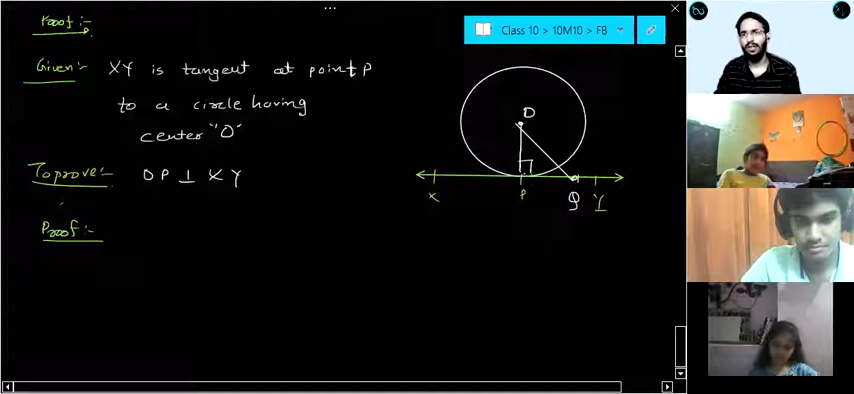 Proof :-
Class 10 > 10M10 > FB
Given :- XY is tangent at point P
to a circle having
center "O"
To prove :- OP ⊥ XY
Proof :-
O
X P Q Y